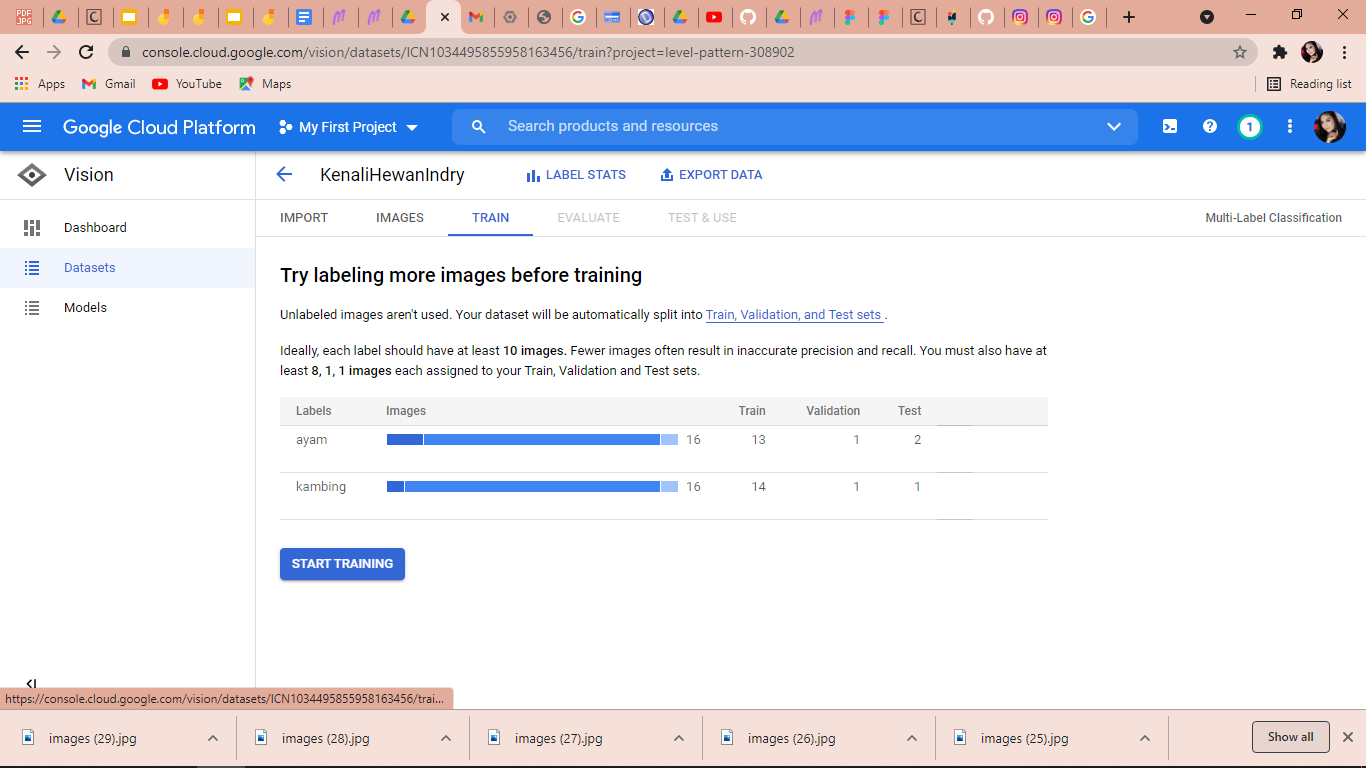 console.cloud.google.com/vision/datasets/ICN1034495855958163456/train?project=level-pattern-308902
Apps Gmail YouTube Maps Reading list
Google Cloud Platform My First Project Search products and resources 1
Vision KenaliHewanIndry LABEL STATS EXPORT DATA
IMPORT IMAGES TRAIN EVALUATE TEST & USE Multi-Label Classification
Dashboard
Datasets
Models
Try labeling more images before training
Unlabeled images aren't used. Your dataset will be automatically split into Train, Validation, and Test sets .
Ideally, each label should have at least 10 images. Fewer images often result in inaccurate precision and recall. You must also have at
least 8, 1, 1 images each assigned to your Train, Validation and Test sets.
Labels Images Train Validation Test
ayam 16 13 1 2
kambing 16 14 1 1
START TRAINING
https://console.cloud.google.com/vision/datasets/ICN1034495855958163456/trai...
images (29).jpg images (28).jpg images (27).jpg images (26).jpg images (25).jpg Show all